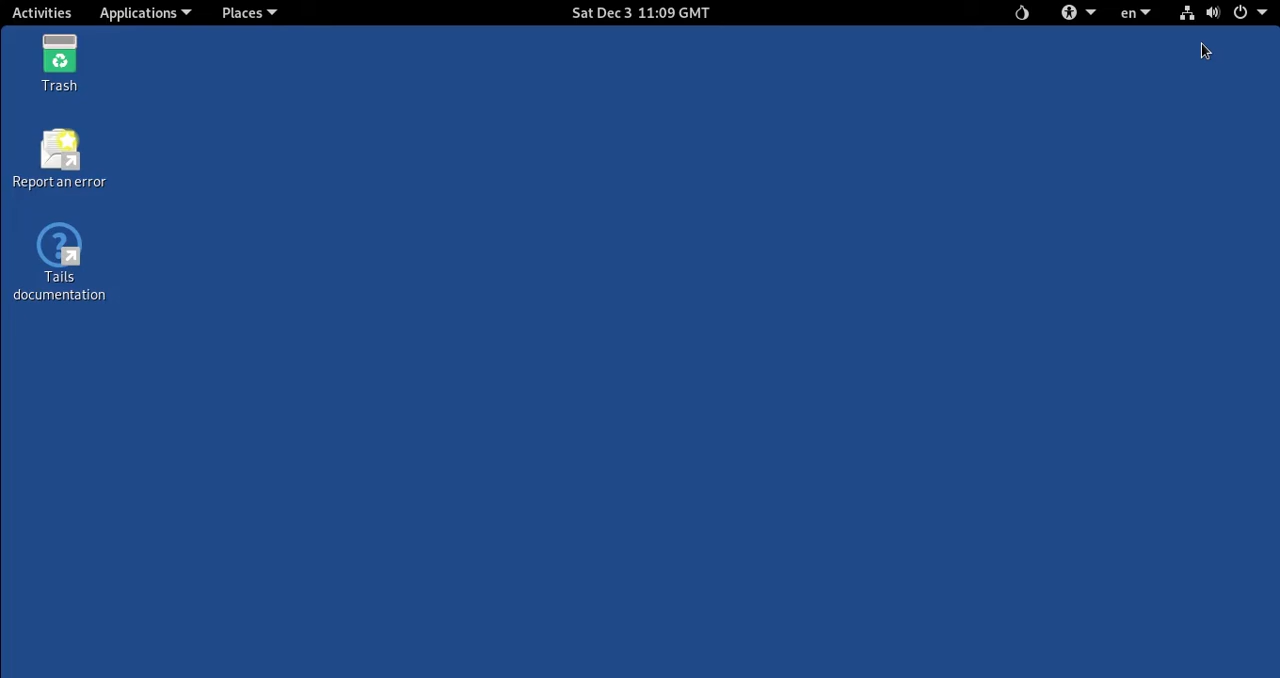 Activities Applications Places Sat Dec 3 11:09 GMT en
Trash
Report an error
Tails
documentation